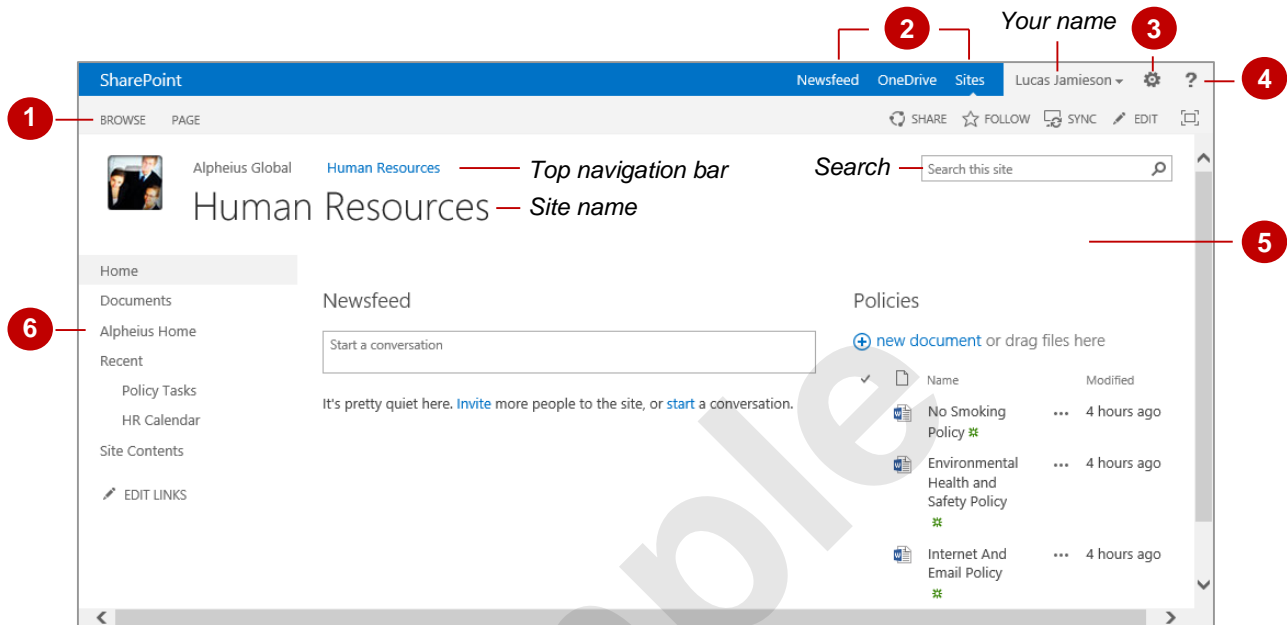 2 Your name 3
SharePoint Newsfeed OneDrive Sites Lucas Jamieson ? 4
1 BROWSE PAGE SHARE FOLLOW SYNC EDIT
Alpheius Global Human Resources Top navigation bar Search Search this site
Human Resources Site name
5
Home
Documents
Newsfeed
Policies
6 Alpheius Home
Start a conversation
new document or drag files here
Recent
Name Modified
Policy Tasks
It's pretty quiet here. Invite more people to the site, or start a conversation.
No Smoking ... 4 hours ago
Policy
HR Calendar
Site Contents
Environmental ... 4 hours ago
Health and
Safety Policy
EDIT LINKS
Internet And ... 4 hours ago
Email Policy
ple